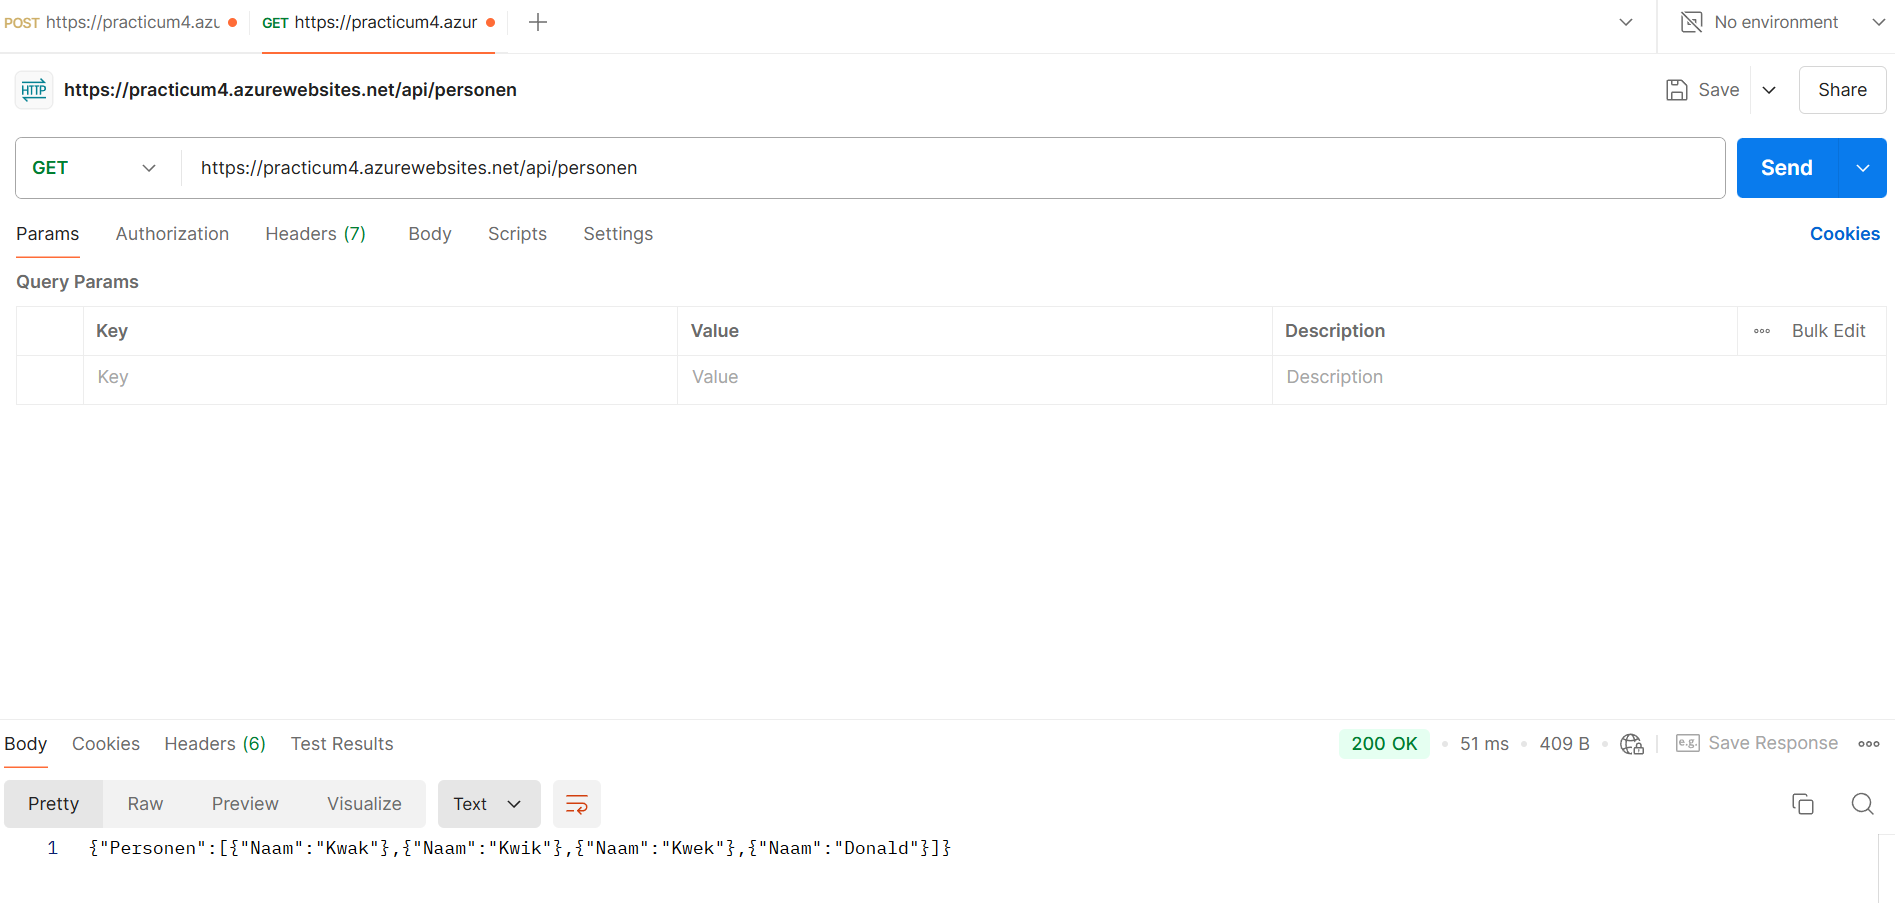 POST https://practicum4.azu GET https://practicum4.azur No environment
HTTP https://practicum4.azurewebsites.net/api/personen Save Share
GET https://practicum4.azurewebsites.net/api/personen Send
Params Authorization Headers (7) Body Scripts Settings Cookies
Query Params
Key Value Description Bulk Edit
Key Value Description
Body Cookies Headers (6) Test Results 200 OK 51 ms 409 B e.g. Save Response
Pretty Raw Preview Visualize Text
1 {"Personen":[{"Naam":"Kwak"},{"Naam":"Kwik"},{"Naam":"Kwek"},{"Naam":"Donald"}]}